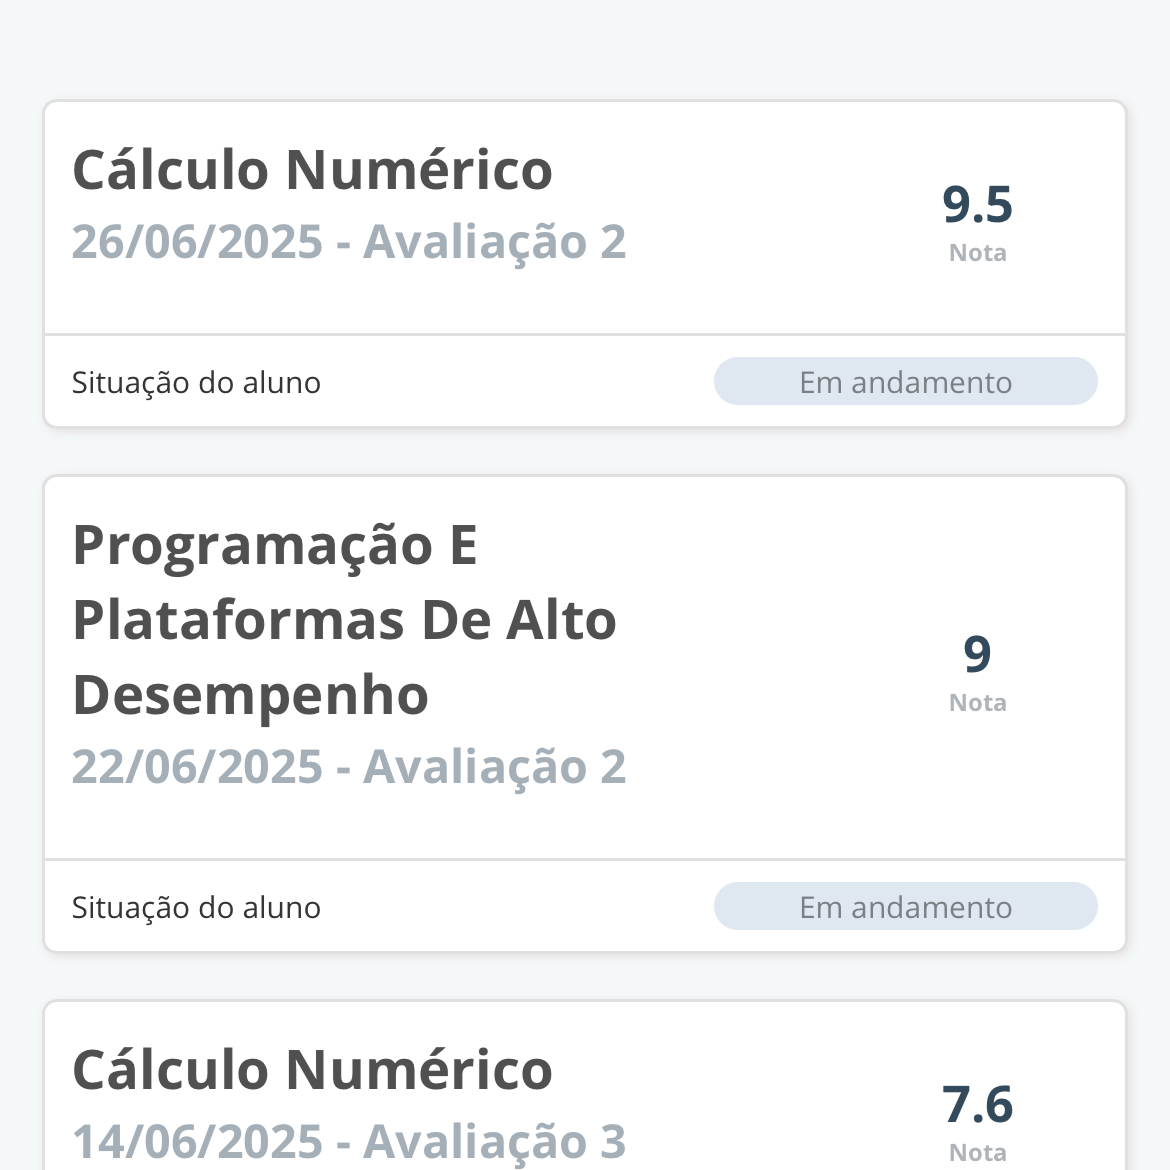 Cálculo Numérico
26/06/2025 - Avaliação 2
9.5
Nota
Situação do aluno
Em andamento
Programação E
Plataformas De Alto
Desempenho
22/06/2025 - Avaliação 2
9
Nota
Situação do aluno
Em andamento
Cálculo Numérico
14/06/2025 - Avaliação 3
7.6
Nota